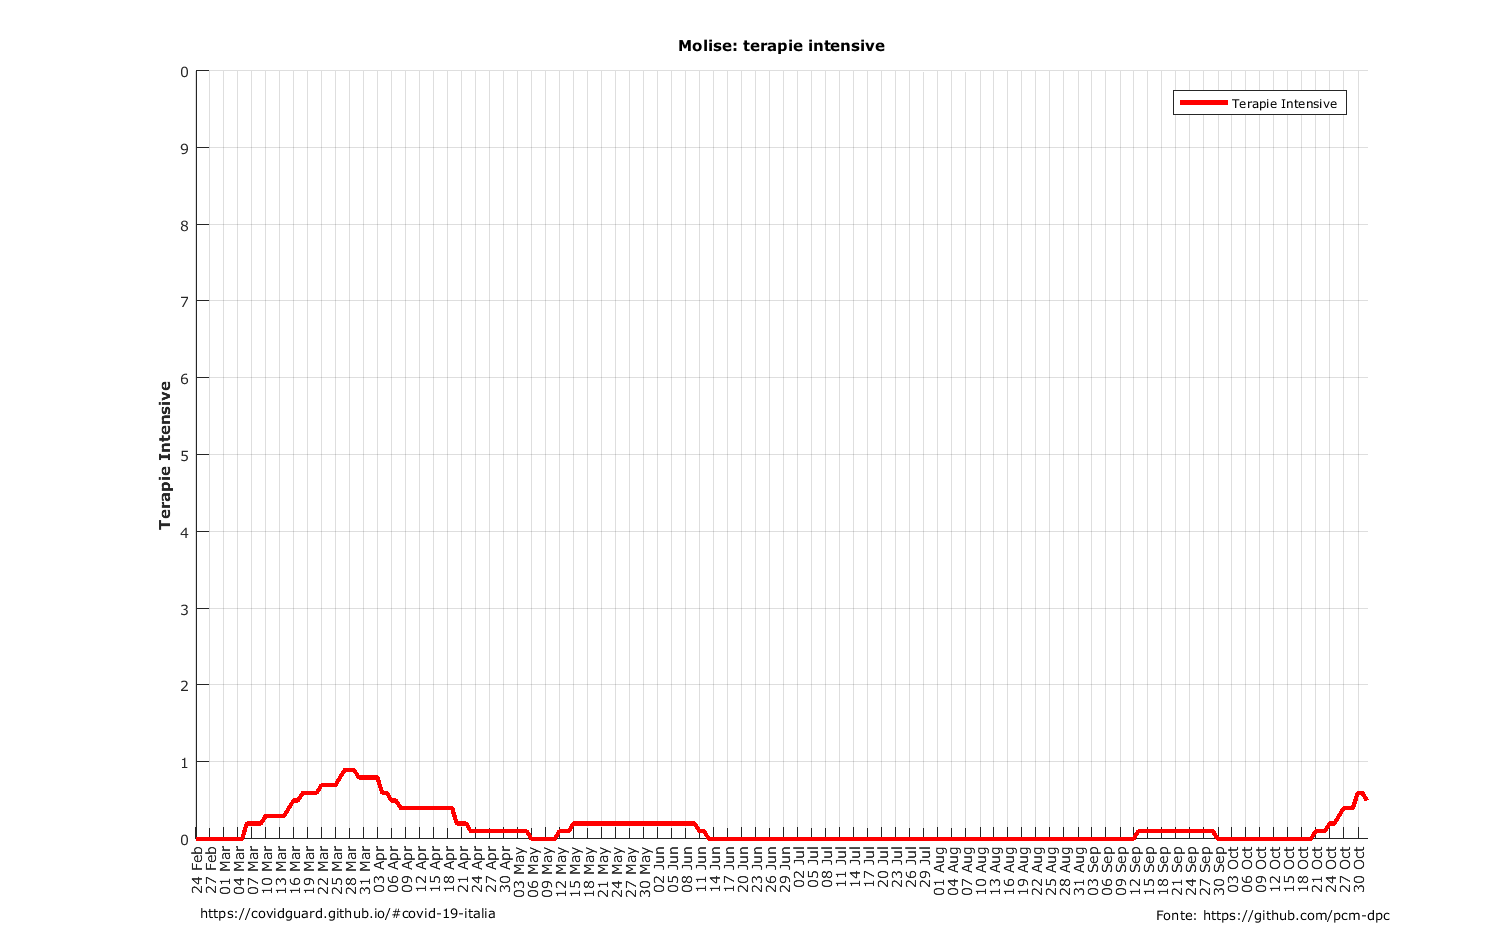 Molise: terapie intensive
Terapie Intensive
0
9
8
7
6
5
4
3
2
1
0
Terapie Intensive
24 Feb
27 Feb
01 Mar
04 Mar
07 Mar
10 Mar
13 Mar
16 Mar
19 Mar
22 Mar
25 Mar
28 Mar
31 Mar
03 Apr
06 Apr
09 Apr
12 Apr
15 Apr
18 Apr
21 Apr
24 Apr
27 Apr
30 Apr
03 May
06 May
09 May
12 May
15 May
18 May
21 May
24 May
27 May
30 May
02 Jun
05 Jun
08 Jun
11 Jun
14 Jun
17 Jun
20 Jun
23 Jun
26 Jun
29 Jun
02 Jul
05 Jul
08 Jul
11 Jul
14 Jul
17 Jul
20 Jul
23 Jul
26 Jul
29 Jul
01 Aug
04 Aug
07 Aug
10 Aug
13 Aug
16 Aug
19 Aug
22 Aug
25 Aug
28 Aug
31 Aug
03 Sep
06 Sep
09 Sep
12 Sep
15 Sep
18 Sep
21 Sep
24 Sep
27 Sep
30 Sep
03 Oct
06 Oct
09 Oct
12 Oct
15 Oct
18 Oct
21 Oct
24 Oct
27 Oct
30 Oct
https://covidguard.github.io/#covid-19-italia
Fonte: https://github.com/pcm-dpc